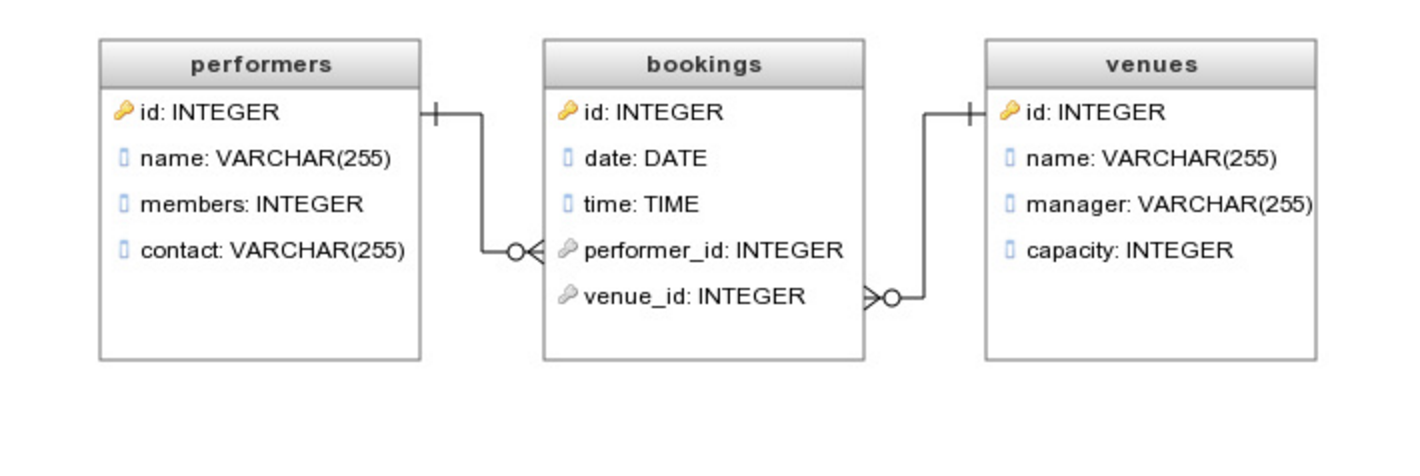 performers
id: INTEGER
name: VARCHAR(255)
members: INTEGER
contact: VARCHAR(255)
bookings
id: INTEGER
date: DATE
time: TIME
performer_id: INTEGER
venue_id: INTEGER
venues
id: INTEGER
name: VARCHAR(255)
manager: VARCHAR(255)
capacity: INTEGER